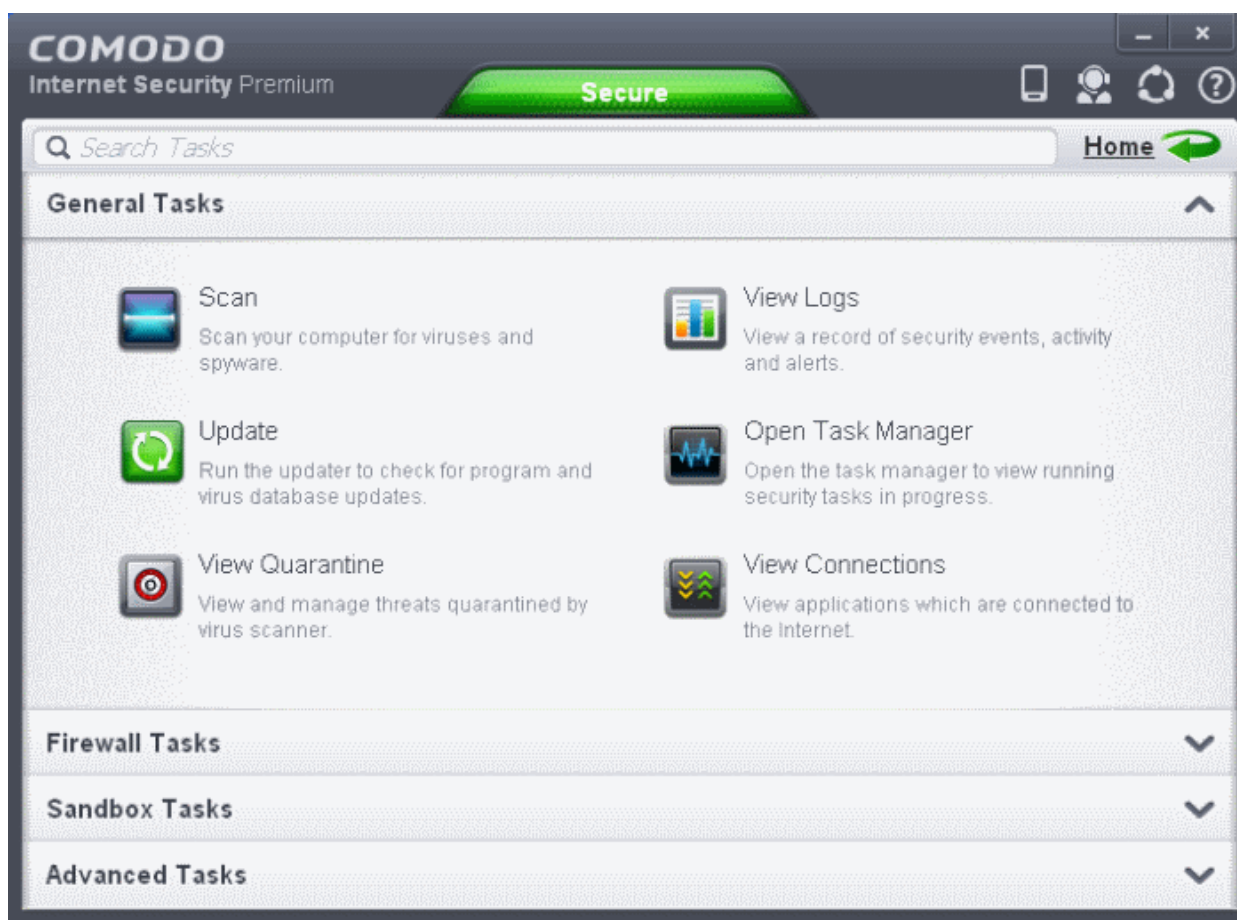 COMODO
Internet Security Premium
Secure
Search Tasks
Home
General Tasks
Scan
Scan your computer for viruses and
spyware.
View Logs
View a record of security events, activity
and alerts.
Update
Run the updater to check for program and
virus database updates.
Open Task Manager
Open the task manager to view running
security tasks in progress.
View Quarantine
View and manage threats quarantined by
virus scanner.
View Connections
View applications which are connected to
the Internet.
Firewall Tasks
Sandbox Tasks
Advanced Tasks